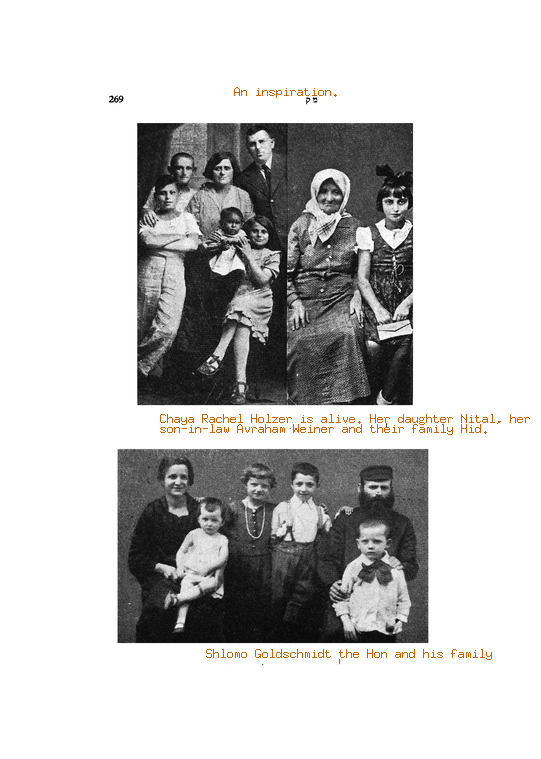 An inspiration.
269
מק
Chaya Rachel Holzer is alive. Her daughter Nital, her
son-in-law Avraham Weiner and their family Hid.
Shlomo Goldschmidt the Hon and his family